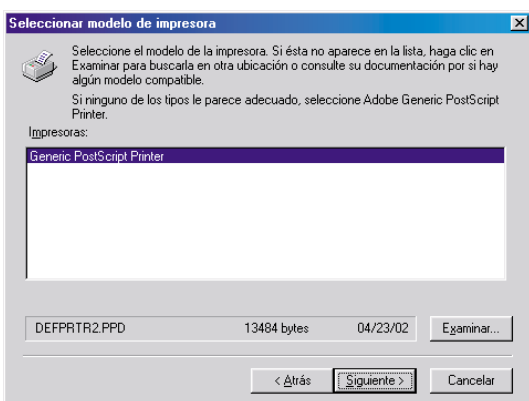 Seleccionar modelo de impresora
Seleccione el modelo de la impresora. Si ésta no aparece en la lista, haga clic en
Examinar para buscarla en otra ubicación o consulte su documentación por si hay
algún modelo compatible.
Si ninguno de los tipos le parece adecuado, seleccione Adobe Generic PostScript
Printer.
Impresoras:
Generic PostScript Printer
DEFPRTR2.PPD 13484 bytes 04/23/02 Examinar...
< Atrás Siguiente > Cancelar